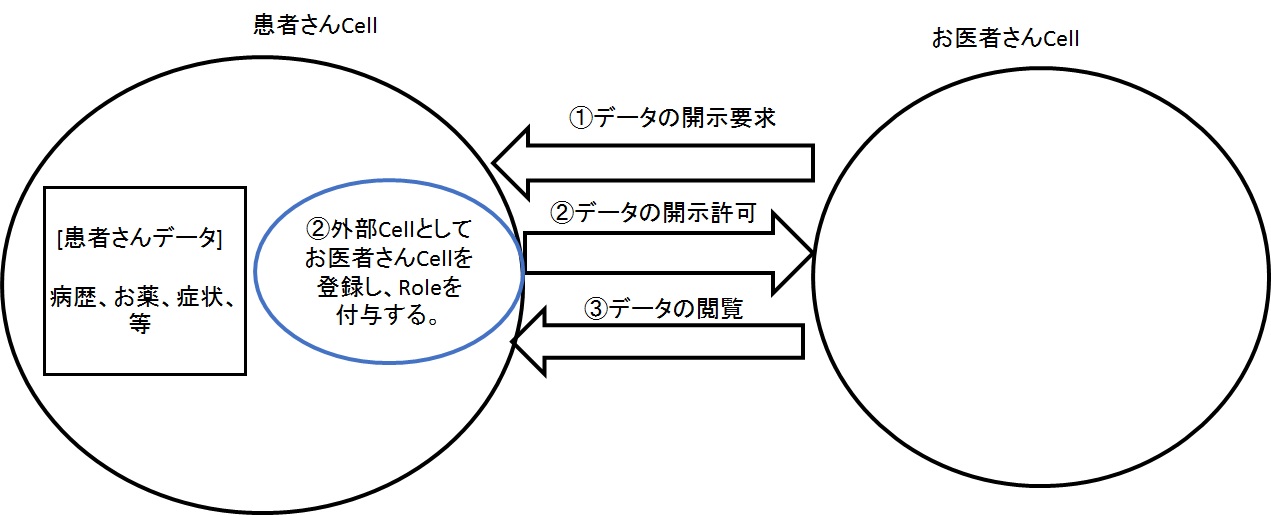 患者さんCell
お医者さんCell
①データの開示要求
②データの開示許可
③データの閲覧
[患者さんデータ]
病歴、お薬、症状、
等
②外部Cellとして
お医者さんCellを
登録し、Roleを
付与する。